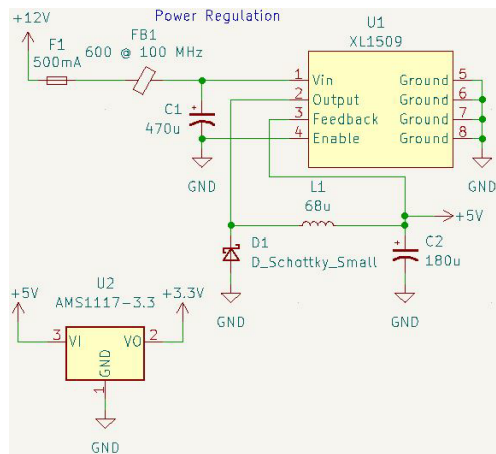 Power Regulation
+12V
F1
500mA
FB1
600 @ 100 MHz
U1
XL1509
1 Vin Ground 5
2 Output Ground 6
3 Feedback Ground 7
4 Enable Ground 8
C1
470u
GND
GND
L1
68u
+5V
D1
D_Schottky_Small
C2
180u
GND
GND
U2
AMS1117-3.3
+5V
+3.3V
3 VI VO 2
GND
1
GND